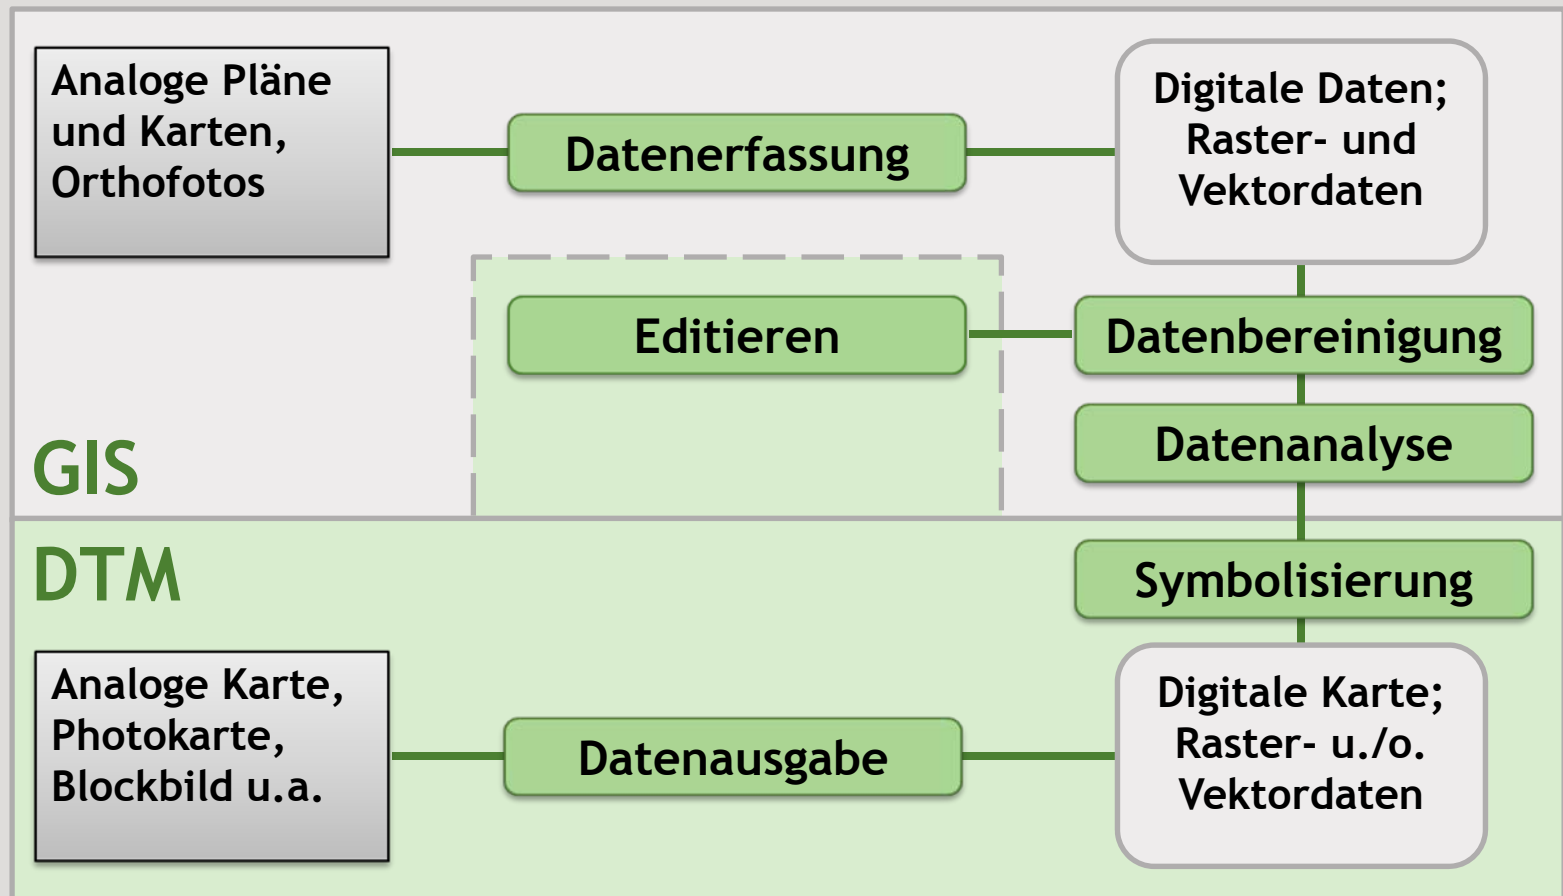 Analoge Pläne
und Karten,
Orthofotos
Datenerfassung
Digitale Daten;
Raster- und
Vektordaten
Editieren
Datenbereinigung
Datenanalyse
GIS
DTM
Symbolisierung
Analoge Karte,
Photokarte,
Blockbild u.a.
Datenausgabe
Digitale Karte;
Raster- u./o.
Vektordaten